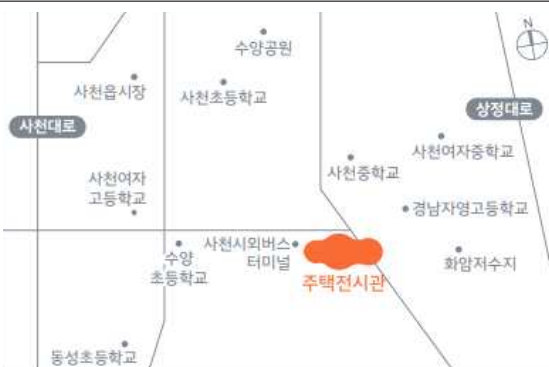 N
수양공원
사천읍시장
사천초등학교
상정대로
사천대로
사천여자중학교
사천중학교
사천여자
고등학교
경남자영고등학교
사천시외버스
터미널
수양
초등학교
화암저수지
주택전시관
동성초등학교